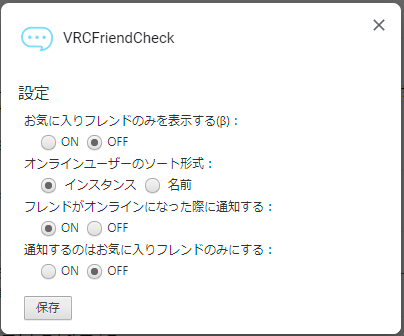 VRCFriendCheck
設定
お気に入りフレンドのみを表示する(β)：
ON OFF
オンラインユーザーのソート形式：
インスタンス 名前
フレンドがオンラインになった際に通知する：
ON OFF
通知するのはお気に入りフレンドのみにする：
ON OFF
保存